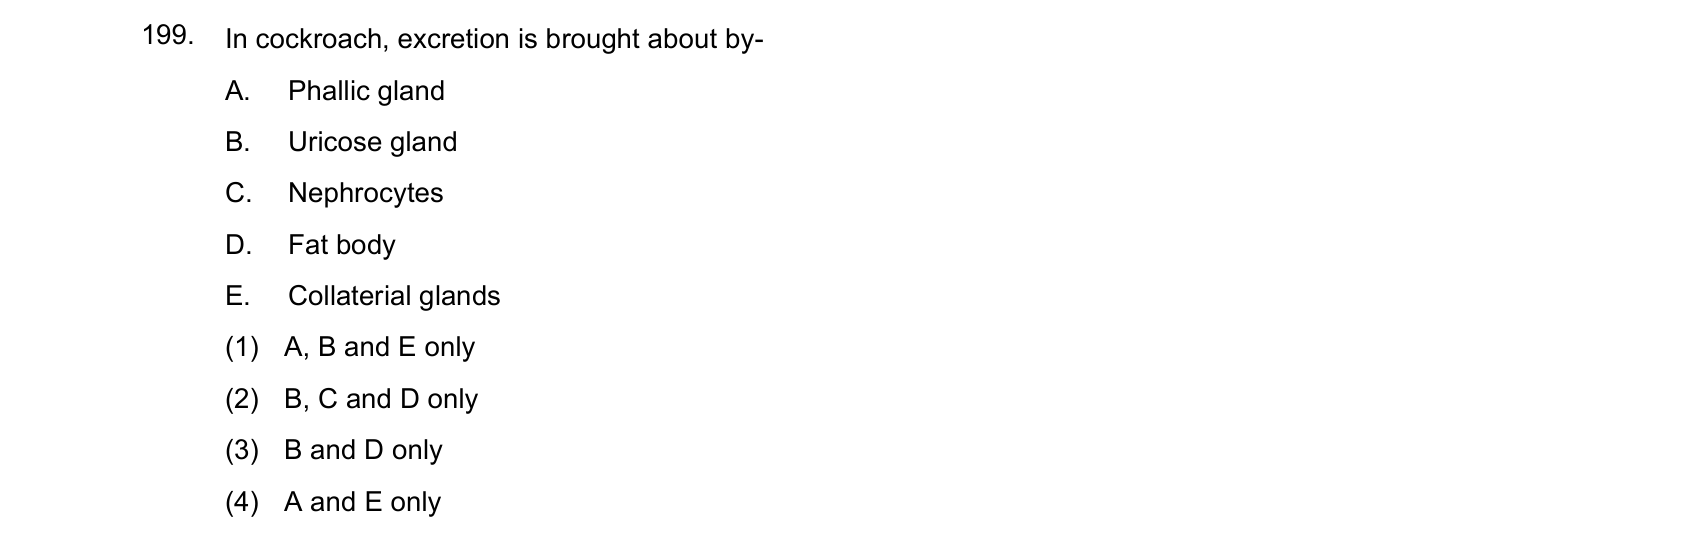 199. In cockroach, excretion is brought about by-
A. Phallic gland
B. Uricose gland
C. Nephrocytes
D. Fat body
E. Collaterial glands
(1) A, B and E only
(2) B, C and D only
(3) B and D only
(4) A and E only